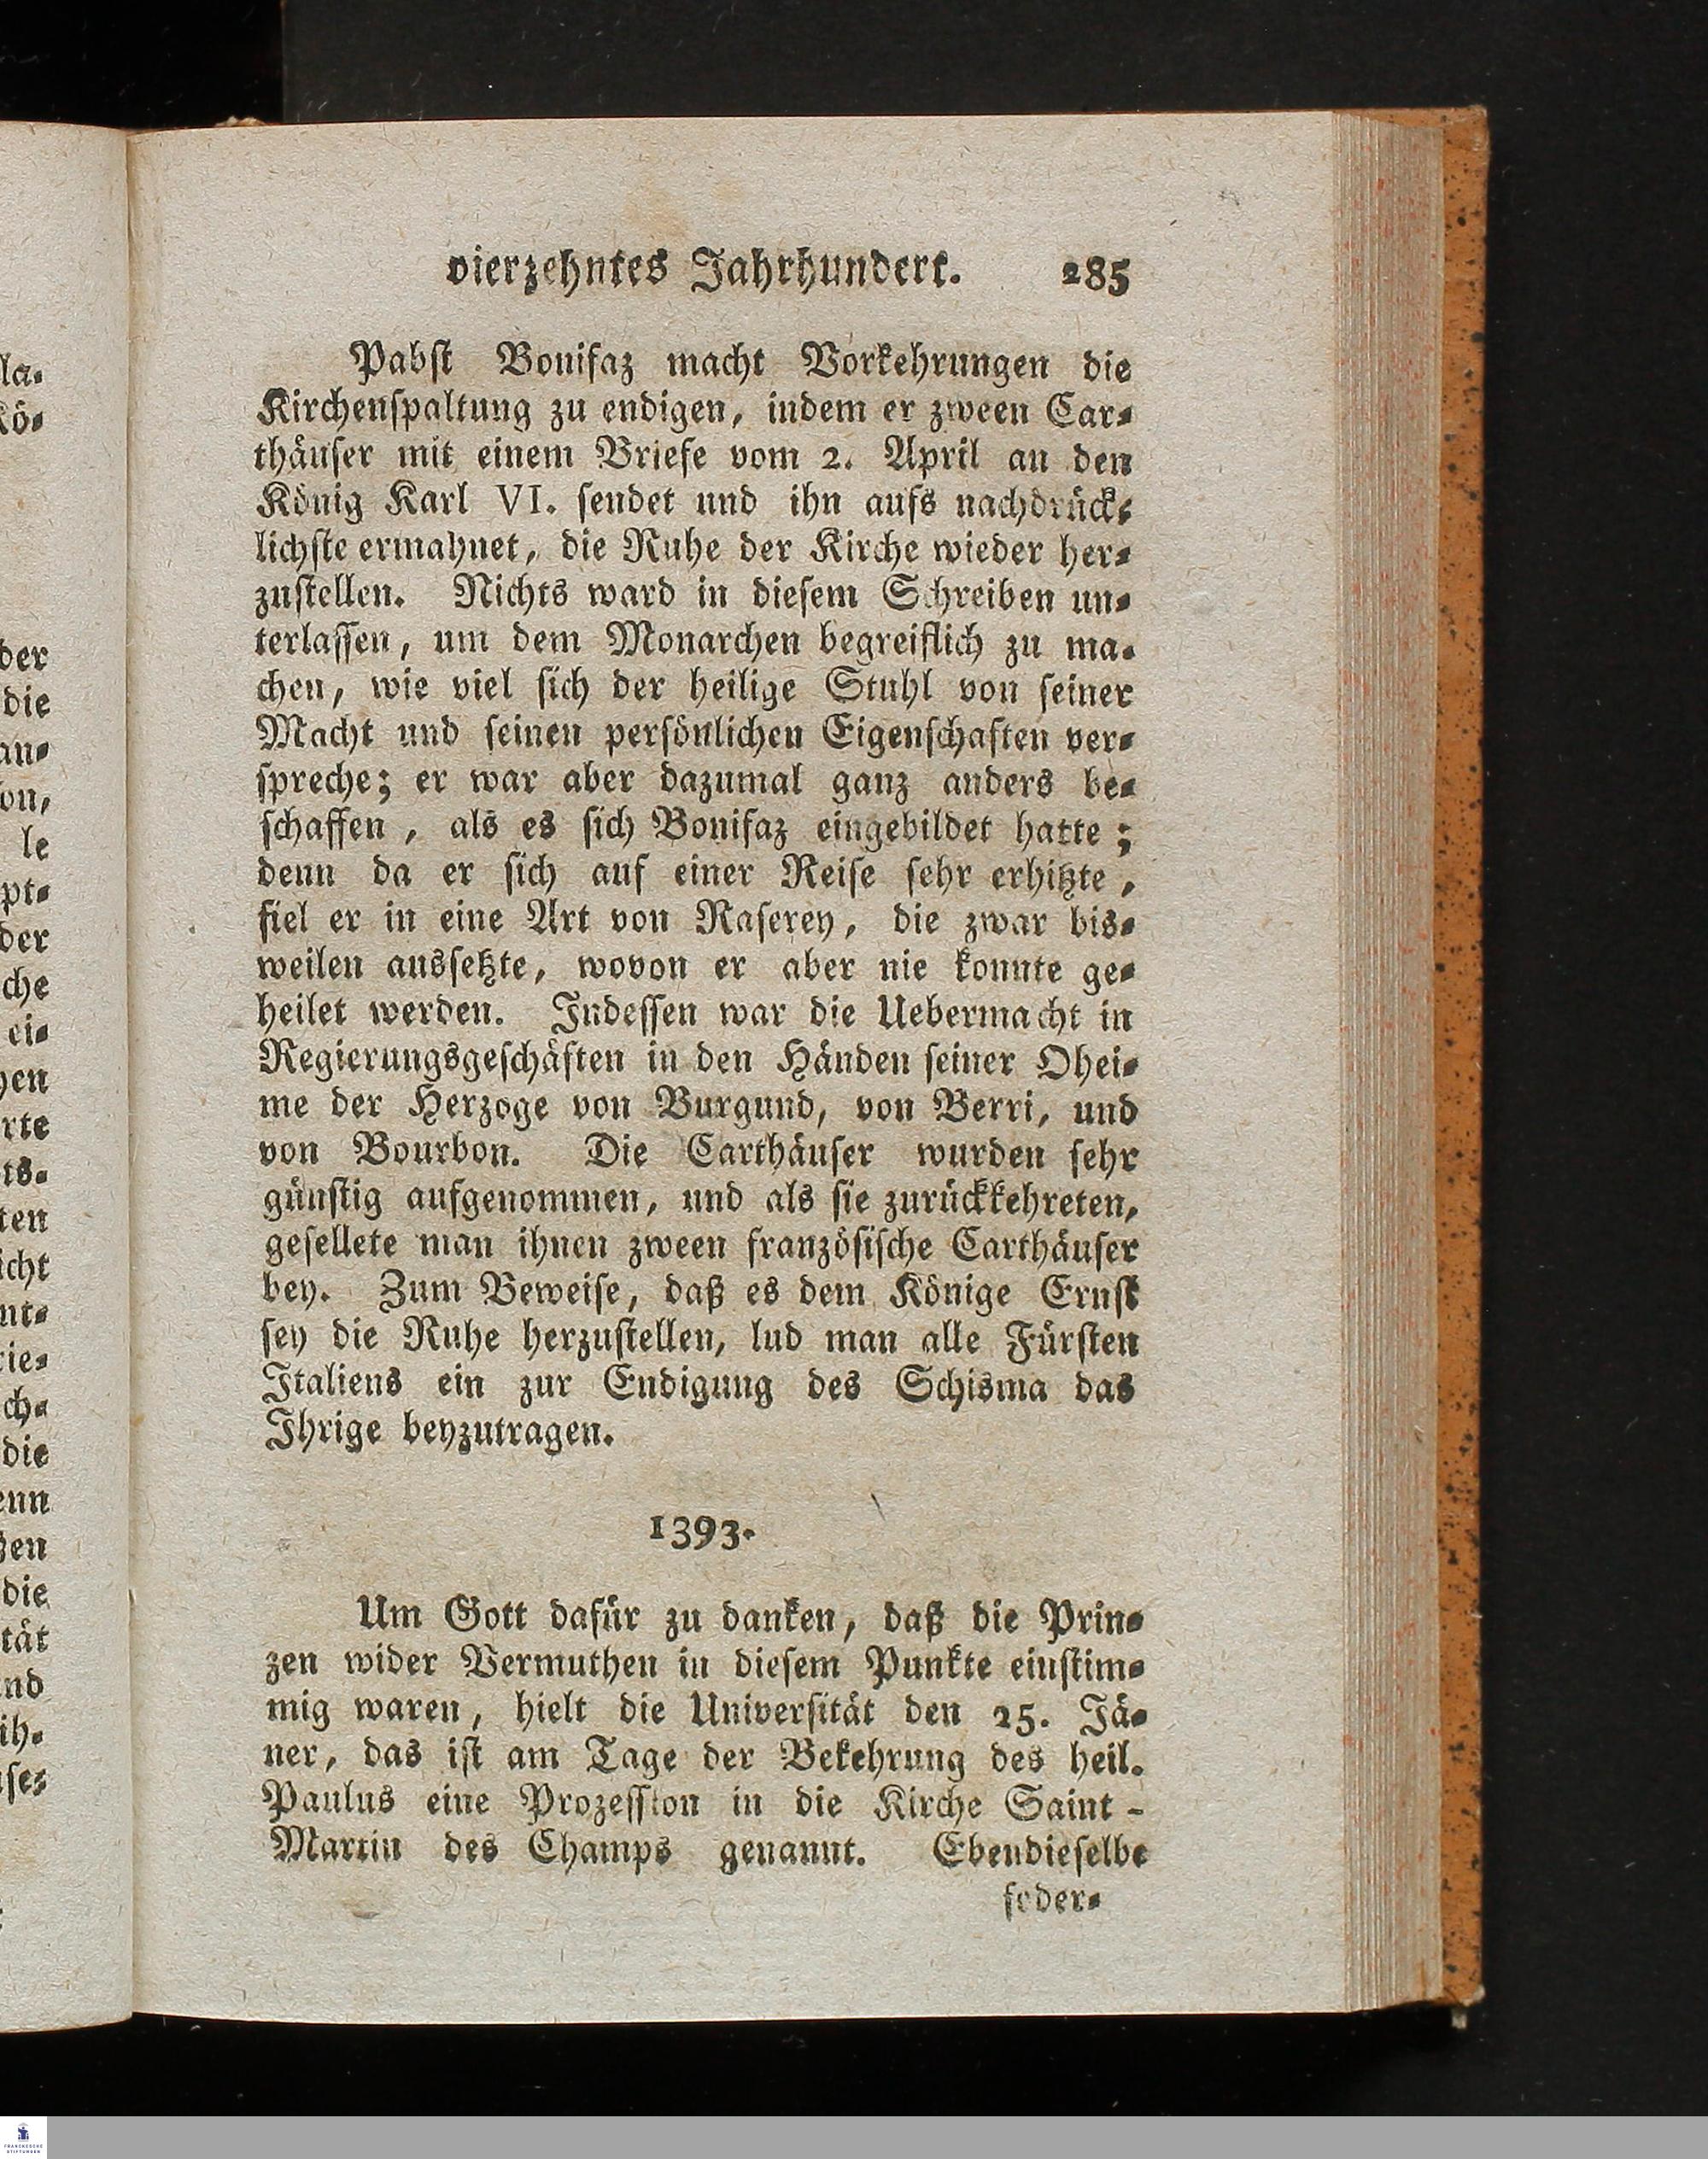 vierzehntes Jahrhundert. 285
Pabst Bonifaz macht Vorkehrungen die
Kirchenspaltung zu endigen, indem er zween Car-
thäuser mit einem Briefe vom 2. April an den
König Karl VI. sendet und ihn aufs nachdrück-
lichste ermahnet, die Ruhe der Kirche wieder her-
zustellen. Nichts ward in diesem Schreiben un-
terlassen, um dem Monarchen begreiflich zu ma-
chen, wie viel sich der heilige Stuhl von seiner
Macht und seinen persönlichen Eigenschaften ver-
spreche; er war aber dazumal ganz anders be-
schaffen, als es sich Bonifaz eingebildet hatte;
denn da er sich auf einer Reise sehr erhitzte,
fiel er in eine Art von Raserey, die zwar bis-
weilen aussetzte, wovon er aber nie konnte ge-
heilet werden. Indessen war die Uebermacht in
Regierungsgeschäften in den Händen seiner Ohei-
me der Herzoge von Burgund, von Berri, und
von Bourbon. Die Carthäuser wurden sehr
günstig aufgenommen, und als sie zurückkehreten,
gesellete man ihnen zween französische Carthäuser
bey. Zum Beweise, daß es dem Könige Ernst
sey die Ruhe herzustellen, lud man alle Fürsten
Italiens ein zur Endigung des Schisma das
Ihrige beyzutragen.
1393.
Um Gott dafür zu danken, daß die Prin-
zen wider Vermuthen in diesem Punkte einstim-
mig waren, hielt die Universität den 25. Jä-
ner, das ist am Tage der Bekehrung des heil.
Paulus eine Prozession in die Kirche Saint-
Martin des Champs genannt. Ebendieselbe
foder-
FRANCKESCHE
STIFTUNGEN